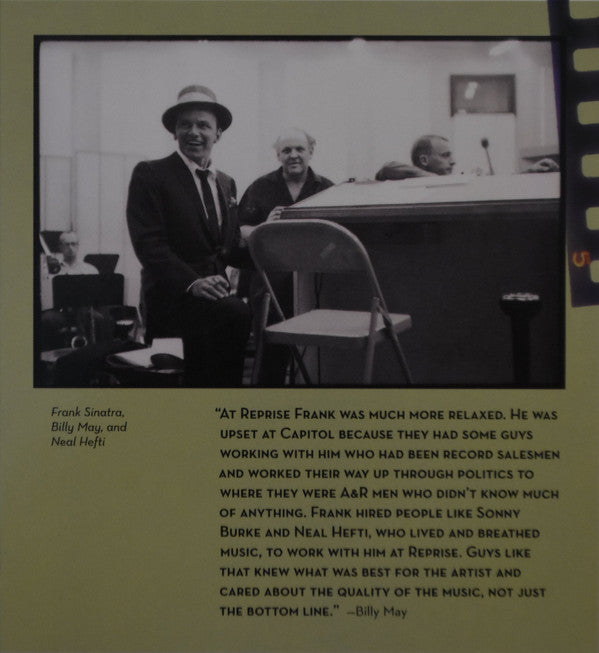 5
Frank Sinatra,
Billy May, and
Neal Hefti
“At Reprise Frank was much more relaxed. He was
upset at Capitol because they had some guys
working with him who had been record salesmen
and worked their way up through politics to
where they were A&R men who didn’t know much
of anything. Frank hired people like Sonny
Burke and Neal Hefti, who lived and breathed
music, to work with him at Reprise. Guys like
that knew what was best for the artist and
cared about the quality of the music, not just
the bottom line.” —Billy May